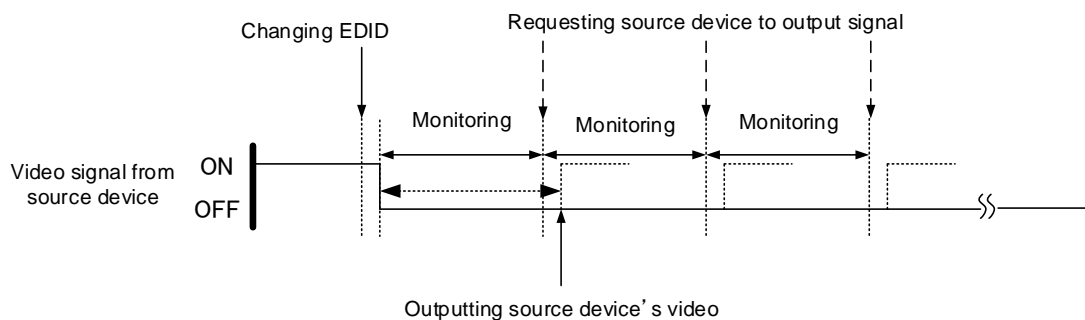 Requesting source device to output signal
Changing EDID
Monitoring
Monitoring
Monitoring
Video signal from
source device
ON
OFF
Outputting source device’s video